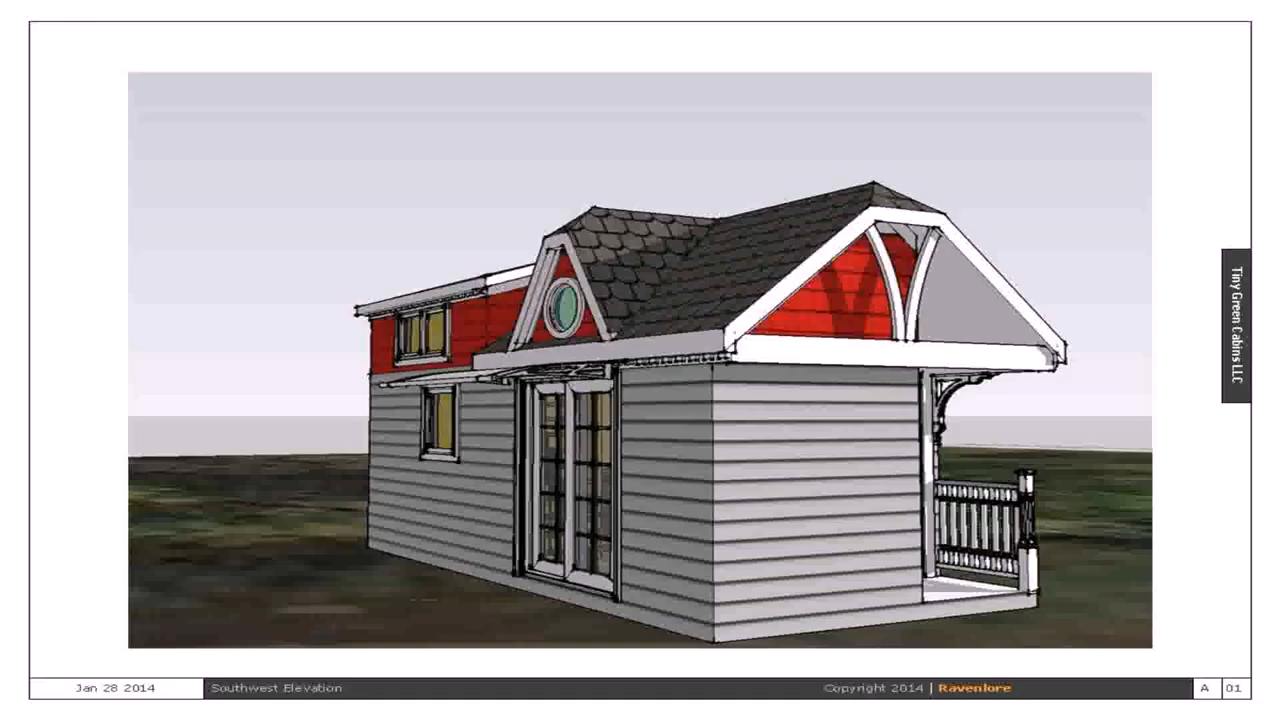 Tiny Green Cabins LLC
Jan 28 2014
Southwest Elevation
Copyright 2014 | Ravenlore
A 01